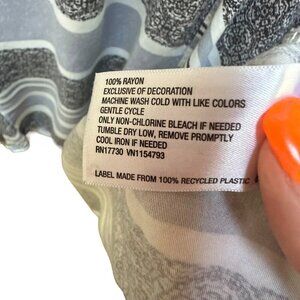 100% RAYON
EXCLUSIVE OF DECORATION
MACHINE WASH COLD WITH LIKE COLORS
GENTLE CYCLE
ONLY NON-CHLORINE BLEACH IF NEEDED
TUMBLE DRY LOW, REMOVE PROMPTLY
COOL IRON IF NEEDED
RN17730 VN1154793
LABEL MADE FROM 100% RECYCLED PLASTIC